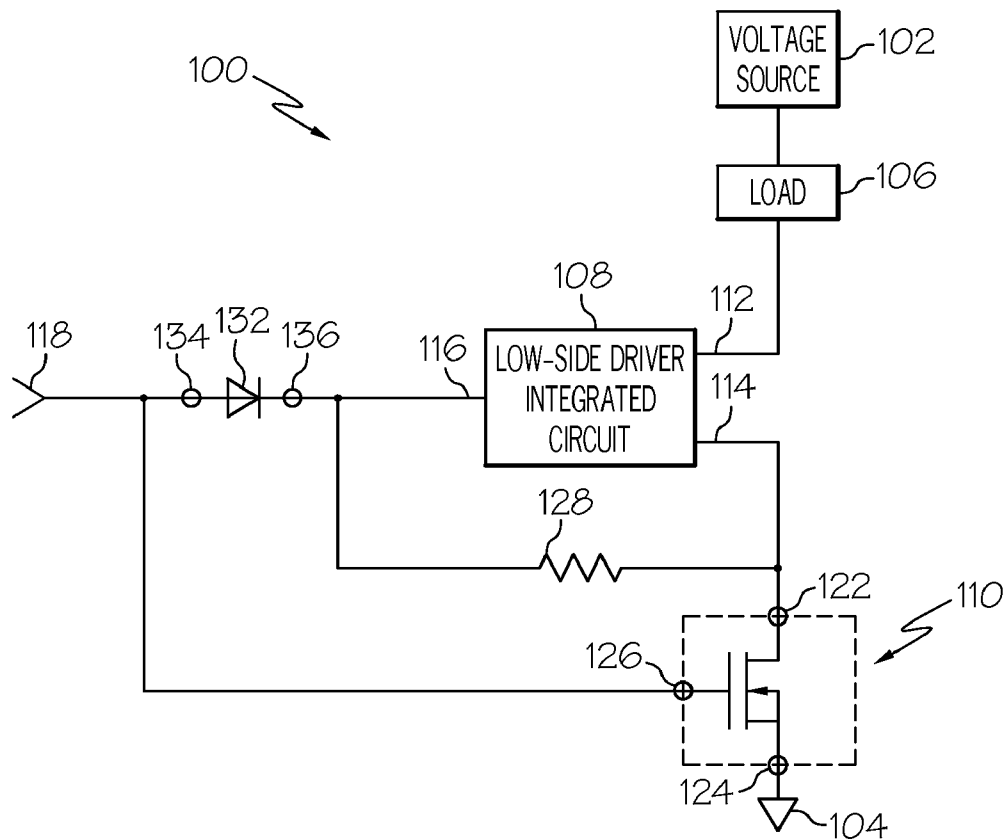 VOLTAGE
SOURCE
102
100
LOAD
106
108
112
118
134
132
136
116
LOW-SIDE DRIVER
INTEGRATED
CIRCUIT
114
128
122
110
126
124
104